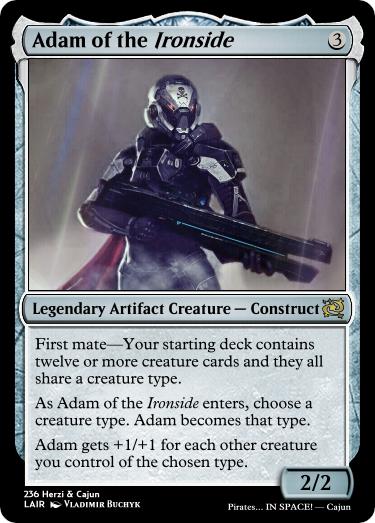 Adam of the Ironside 3
Legendary Artifact Creature — Construct
First mate—Your starting deck contains
twelve or more creature cards and they all
share a creature type.
As Adam of the Ironside enters, choose a
creature type. Adam becomes that type.
Adam gets +1/+1 for each other creature
you control of the chosen type.
2/2
236 Herzi & Cajun
LAIR Vladimir Buchyk
Pirates... IN SPACE! — Cajun